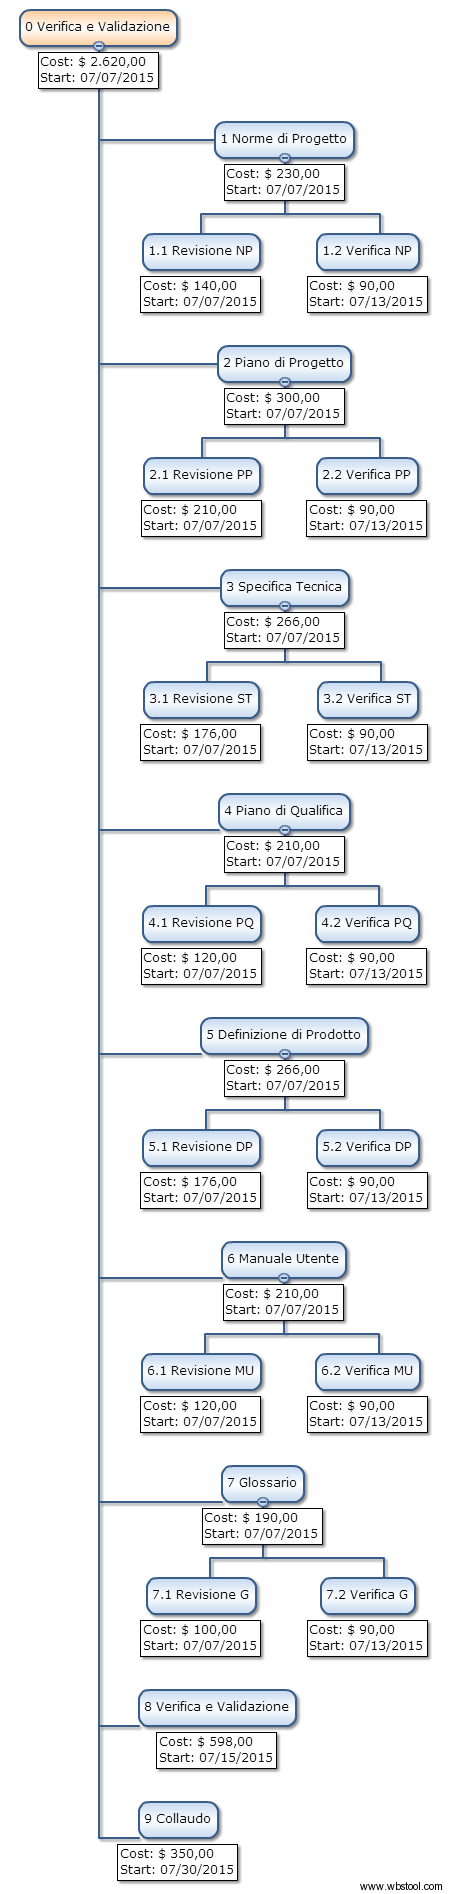 0 Verifica e Validazione
Cost: $ 2.620,00
Start: 07/07/2015
1 Norme di Progetto
Cost: $ 230,00
Start: 07/07/2015
1.1 Revisione NP
Cost: $ 140,00
Start: 07/07/2015
1.2 Verifica NP
Cost: $ 90,00
Start: 07/13/2015
2 Piano di Progetto
Cost: $ 300,00
Start: 07/07/2015
2.1 Revisione PP
Cost: $ 210,00
Start: 07/07/2015
2.2 Verifica PP
Cost: $ 90,00
Start: 07/13/2015
3 Specifica Tecnica
Cost: $ 266,00
Start: 07/07/2015
3.1 Revisione ST
Cost: $ 176,00
Start: 07/07/2015
3.2 Verifica ST
Cost: $ 90,00
Start: 07/13/2015
4 Piano di Qualifica
Cost: $ 210,00
Start: 07/07/2015
4.1 Revisione PQ
Cost: $ 120,00
Start: 07/07/2015
4.2 Verifica PQ
Cost: $ 90,00
Start: 07/13/2015
5 Definizione di Prodotto
Cost: $ 266,00
Start: 07/07/2015
5.1 Revisione DP
Cost: $ 176,00
Start: 07/07/2015
5.2 Verifica DP
Cost: $ 90,00
Start: 07/13/2015
6 Manuale Utente
Cost: $ 210,00
Start: 07/07/2015
6.1 Revisione MU
Cost: $ 120,00
Start: 07/07/2015
6.2 Verifica MU
Cost: $ 90,00
Start: 07/13/2015
7 Glossario
Cost: $ 190,00
Start: 07/07/2015
7.1 Revisione G
Cost: $ 100,00
Start: 07/07/2015
7.2 Verifica G
Cost: $ 90,00
Start: 07/13/2015
8 Verifica e Validazione
Cost: $ 598,00
Start: 07/15/2015
9 Collaudo
Cost: $ 350,00
Start: 07/30/2015
www.wbstool.com